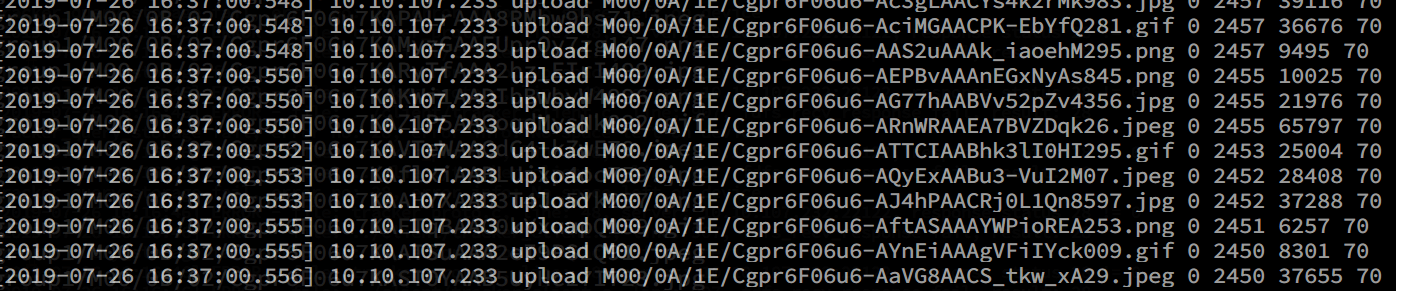 [2019-07-26 16:37:00.548] 10.10.107.233 upload M00/0A/1E/Cgpr6F06u6-Ac3gLAACYs4k2rMk983.jpg 0 2457 39116 70
[2019-07-26 16:37:00.548] 10.10.107.233 upload M00/0A/1E/Cgpr6F06u6-AciMGAACPK-EbYfQ281.gif 0 2457 36676 70
[2019-07-26 16:37:00.548] 10.10.107.233 upload M00/0A/1E/Cgpr6F06u6-AAS2uAAAk_iaoehM295.png 0 2457 9495 70
[2019-07-26 16:37:00.550] 10.10.107.233 upload M00/0A/1E/Cgpr6F06u6-AEPBvAAAnEGxNyAs845.png 0 2455 10025 70
[2019-07-26 16:37:00.550] 10.10.107.233 upload M00/0A/1E/Cgpr6F06u6-AG77hAABVv52pZv4356.jpg 0 2455 21976 70
[2019-07-26 16:37:00.550] 10.10.107.233 upload M00/0A/1E/Cgpr6F06u6-ARnWRAAEA7BVZDqk26.jpeg 0 2455 65797 70
[2019-07-26 16:37:00.552] 10.10.107.233 upload M00/0A/1E/Cgpr6F06u6-ATTCIAABhk3lI0HI295.gif 0 2453 25004 70
[2019-07-26 16:37:00.553] 10.10.107.233 upload M00/0A/1E/Cgpr6F06u6-AQyExAABu3-VuI2M07.jpeg 0 2452 28408 70
[2019-07-26 16:37:00.553] 10.10.107.233 upload M00/0A/1E/Cgpr6F06u6-AJ4hPAACRj0L1Qn8597.jpg 0 2452 37288 70
[2019-07-26 16:37:00.555] 10.10.107.233 upload M00/0A/1E/Cgpr6F06u6-AftASAAAYWPioREA253.png 0 2451 6257 70
[2019-07-26 16:37:00.555] 10.10.107.233 upload M00/0A/1E/Cgpr6F06u6-AYnEiAAAgVFiIYck009.gif 0 2450 8301 70
[2019-07-26 16:37:00.556] 10.10.107.233 upload M00/0A/1E/Cgpr6F06u6-AaVG8AACS_tkw_xA29.jpeg 0 2450 37655 70